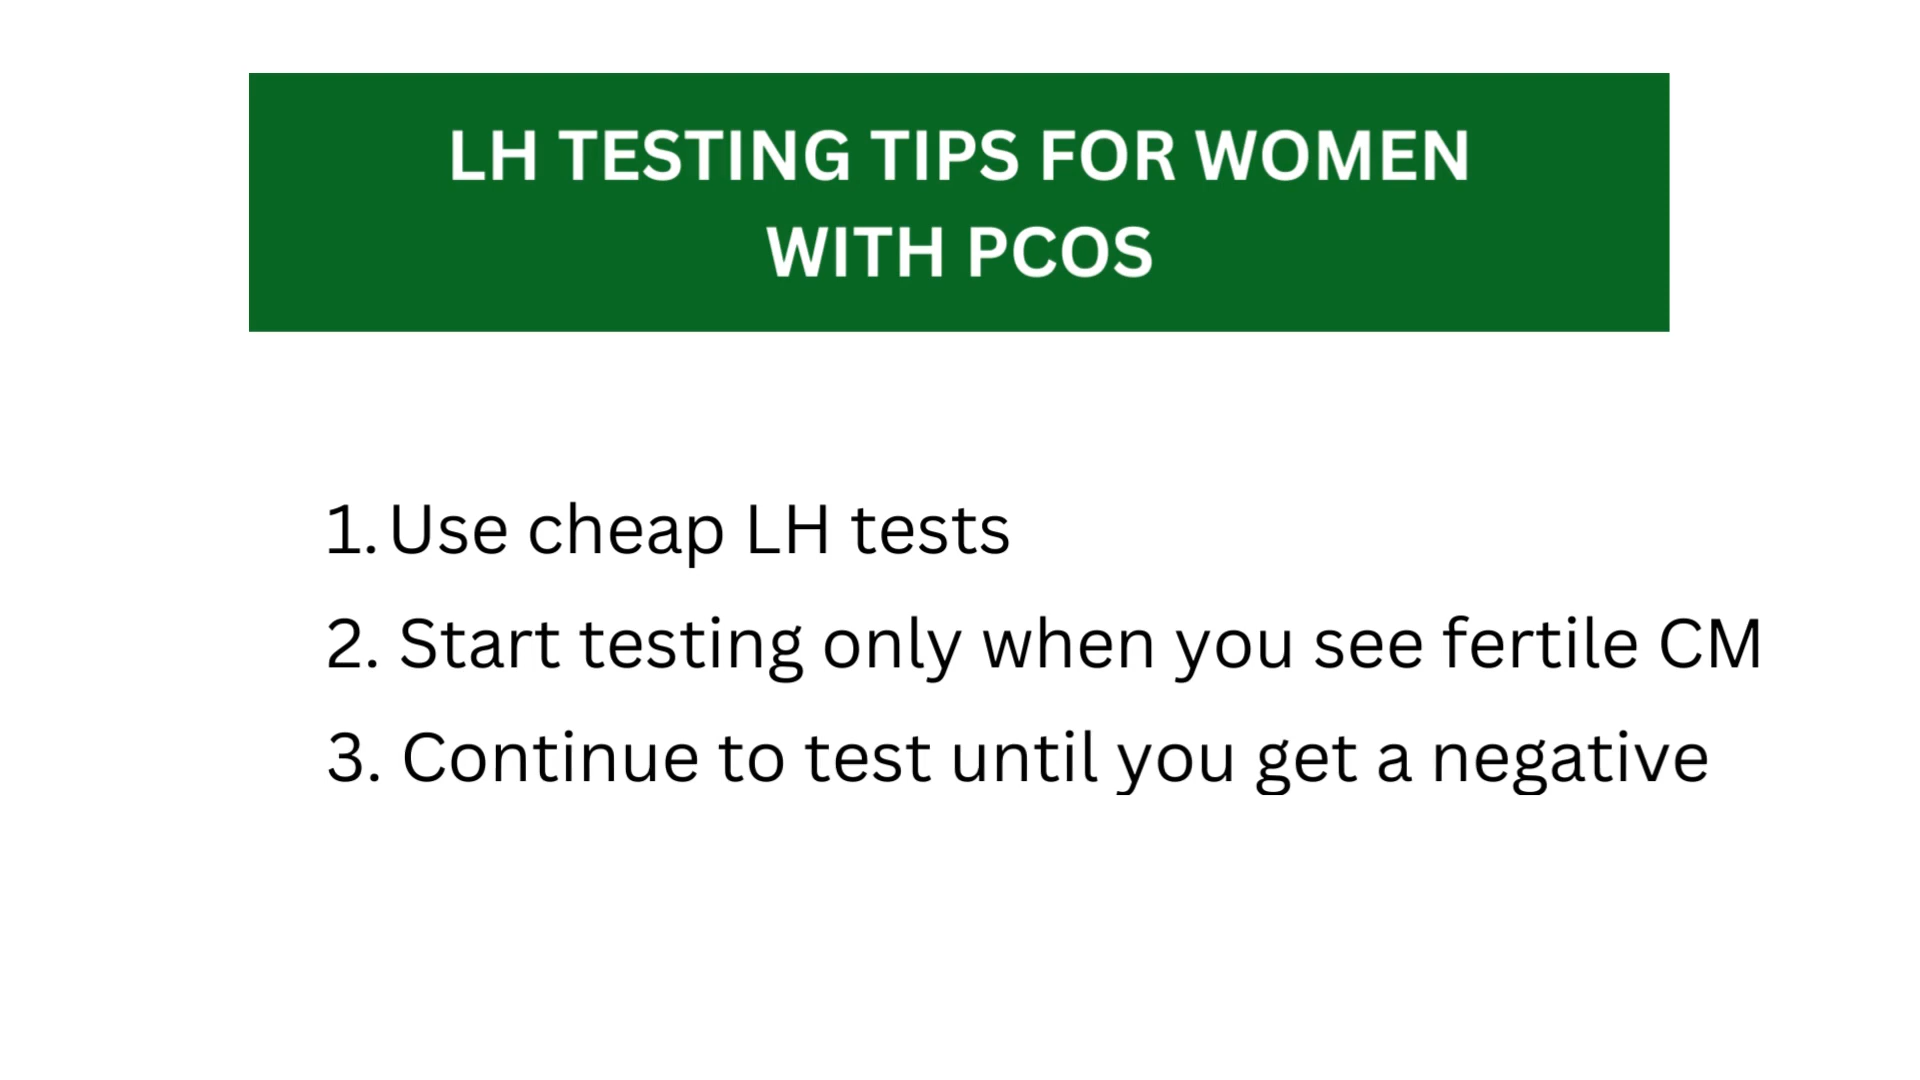 LH TESTING TIPS FOR WOMEN
WITH PCOS
1. Use cheap LH tests
2. Start testing only when you see fertile CM
3. Continue to test until you get a negative